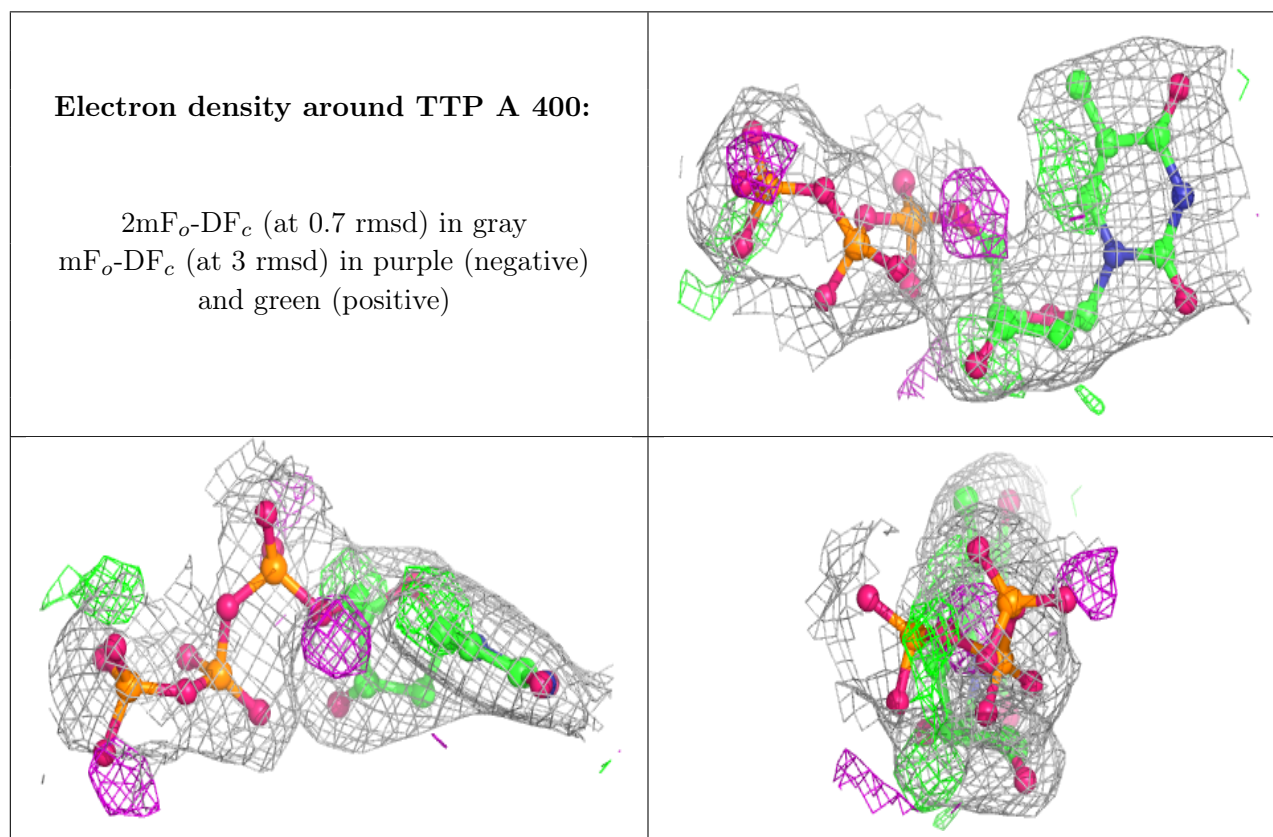 Electron density around TTP A 400:
2mFo-DFc (at 0.7 rmsd) in gray
mFo-DFc (at 3 rmsd) in purple (negative)
and green (positive)